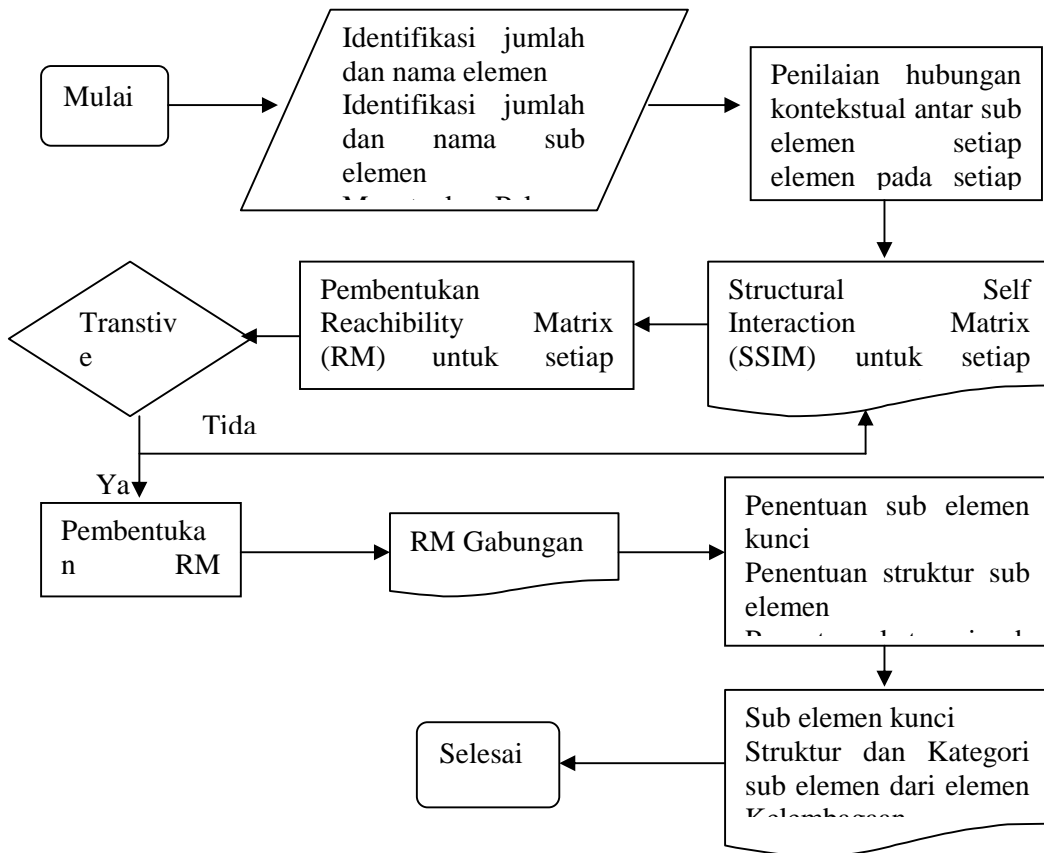 Mulai
Identifikasi jumlah
dan nama elemen
Identifikasi jumlah
dan nama sub
elemen
Penilaian hubungan
kontekstual antar sub
elemen setiap
elemen pada setiap
Structural Self
Interaction Matrix
(SSIM) untuk setiap
Pembentukan
Reachibility Matrix
(RM) untuk setiap
Transtiv
e
Tida
Ya
Pembentuka
n RM
RM Gabungan
Penentuan sub elemen
kunci
Penentuan struktur sub
elemen
Sub elemen kunci
Struktur dan Kategori
sub elemen dari elemen
Kelembagaan
Selesai